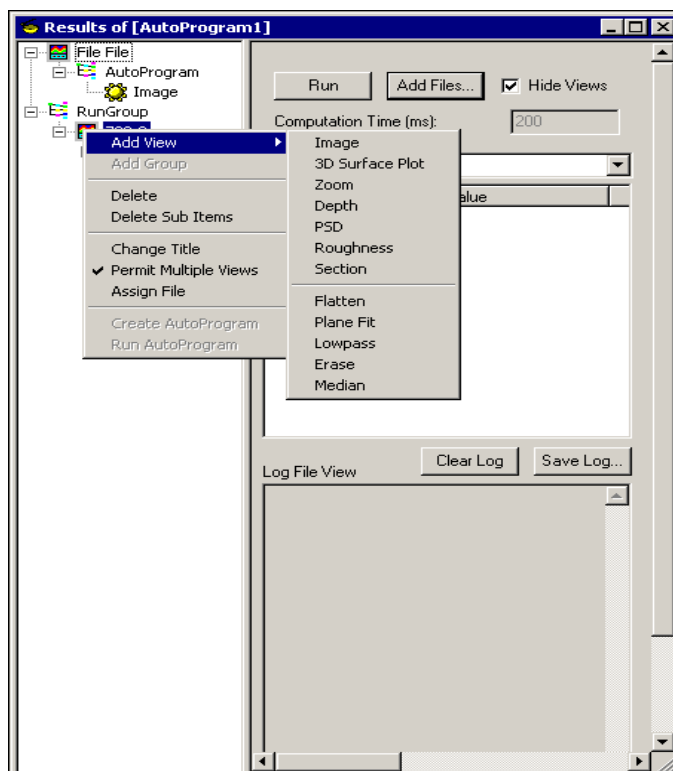 Results of [AutoProgram1]
File File
AutoProgram
Image
RunGroup
Run
Add Files...
Hide Views
Computation Time (ms):
200
Add View
Add Group
Delete
Delete Sub Items
Change Title
Permit Multiple Views
Assign File
Create AutoProgram
Run AutoProgram
Image
3D Surface Plot
Zoom
Depth
PSD
Roughness
Section
Flatten
Plane Fit
Lowpass
Erase
Median
Log File View
Clear Log
Save Log...